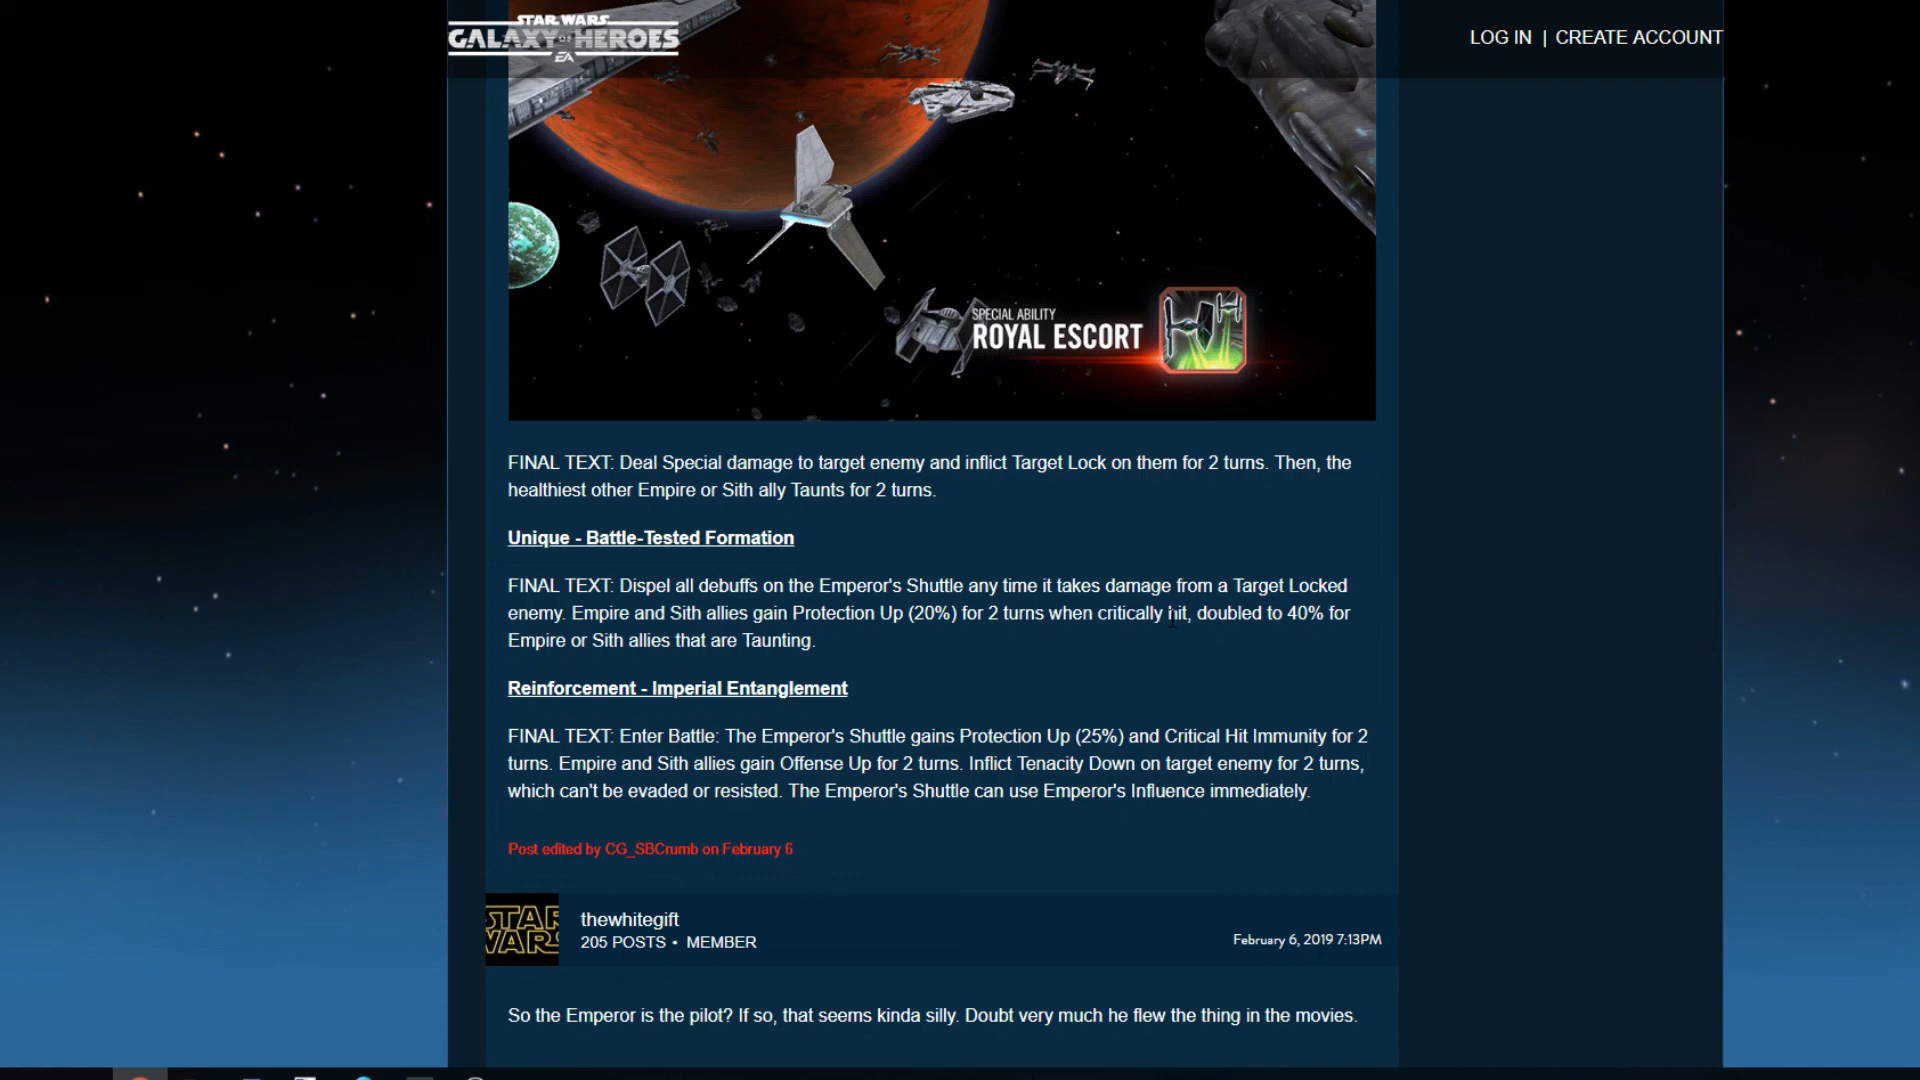 STAR WARS
GALAXY OF HEROES
EA
LOG IN | CREATE ACCOUNT
SPECIAL ABILITY
ROYAL ESCORT
FINAL TEXT: Deal Special damage to target enemy and inflict Target Lock on them for 2 turns. Then, the
healthiest other Empire or Sith ally Taunts for 2 turns.
Unique - Battle-Tested Formation
FINAL TEXT: Dispel all debuffs on the Emperor's Shuttle any time it takes damage from a Target Locked
enemy. Empire and Sith allies gain Protection Up (20%) for 2 turns when critically hit, doubled to 40% for
Empire or Sith allies that are Taunting.
Reinforcement - Imperial Entanglement
FINAL TEXT: Enter Battle: The Emperor's Shuttle gains Protection Up (25%) and Critical Hit Immunity for 2
turns. Empire and Sith allies gain Offense Up for 2 turns. Inflict Tenacity Down on target enemy for 2 turns,
which can't be evaded or resisted. The Emperor's Shuttle can use Emperor's Influence immediately.
Post edited by CG_SBCrumb on February 6
STAR
WARS
thewhitegift
205 POSTS • MEMBER
February 6, 2019 7:13PM
So the Emperor is the pilot? If so, that seems kinda silly. Doubt very much he flew the thing in the movies.